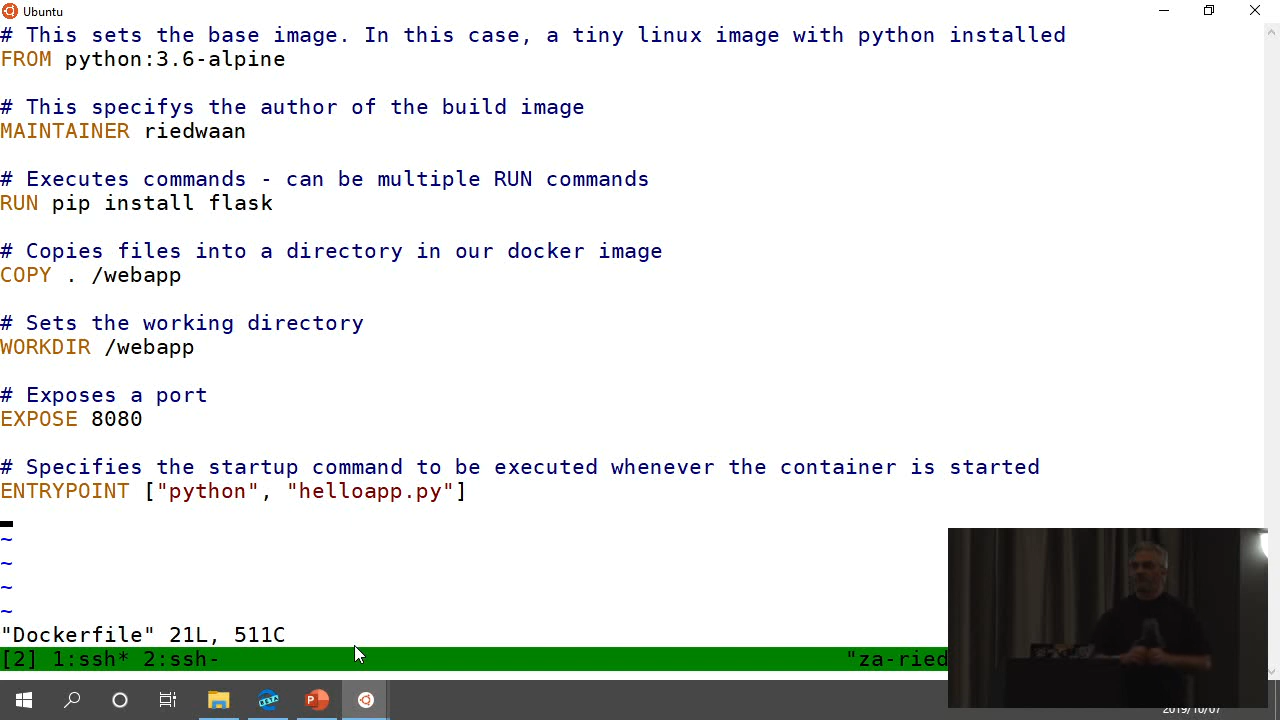 Ubuntu
# This sets the base image. In this case, a tiny linux image with python installed
FROM python:3.6-alpine
# This specifys the author of the build image
MAINTAINER riedwaan
# Executes commands - can be multiple RUN commands
RUN pip install flask
# Copies files into a directory in our docker image
COPY . /webapp
# Sets the working directory
WORKDIR /webapp
# Exposes a port
EXPOSE 8080
# Specifies the startup command to be executed whenever the container is started
ENTRYPOINT ["python", "helloapp.py"]
~
~
~
~
"Dockerfile" 21L, 511C
[2] 1:ssh* 2:ssh- "za-ried
BETA
P
2019/10/07